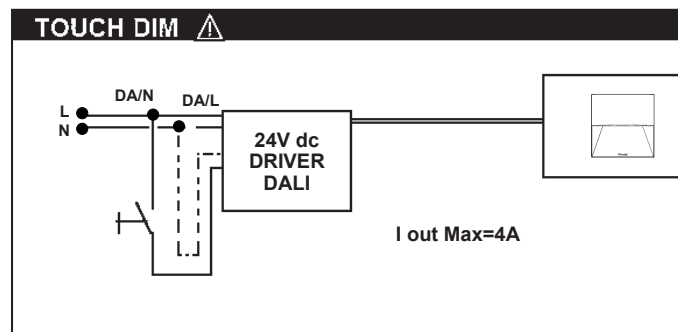 TOUCH DIM
DA/N
DA/L
L
N
24V dc
DRIVER
DALI
I out Max=4A